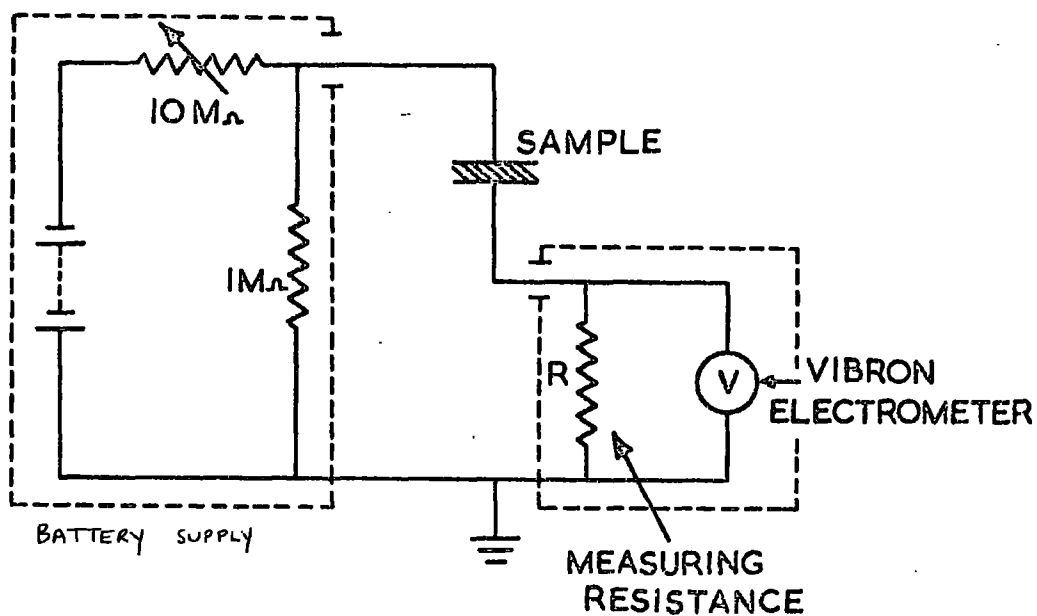 10 MΩ
SAMPLE
1MΩ
R
V
VIBRON
ELECTROMETER
BATTERY SUPPLY
MEASURING
RESISTANCE